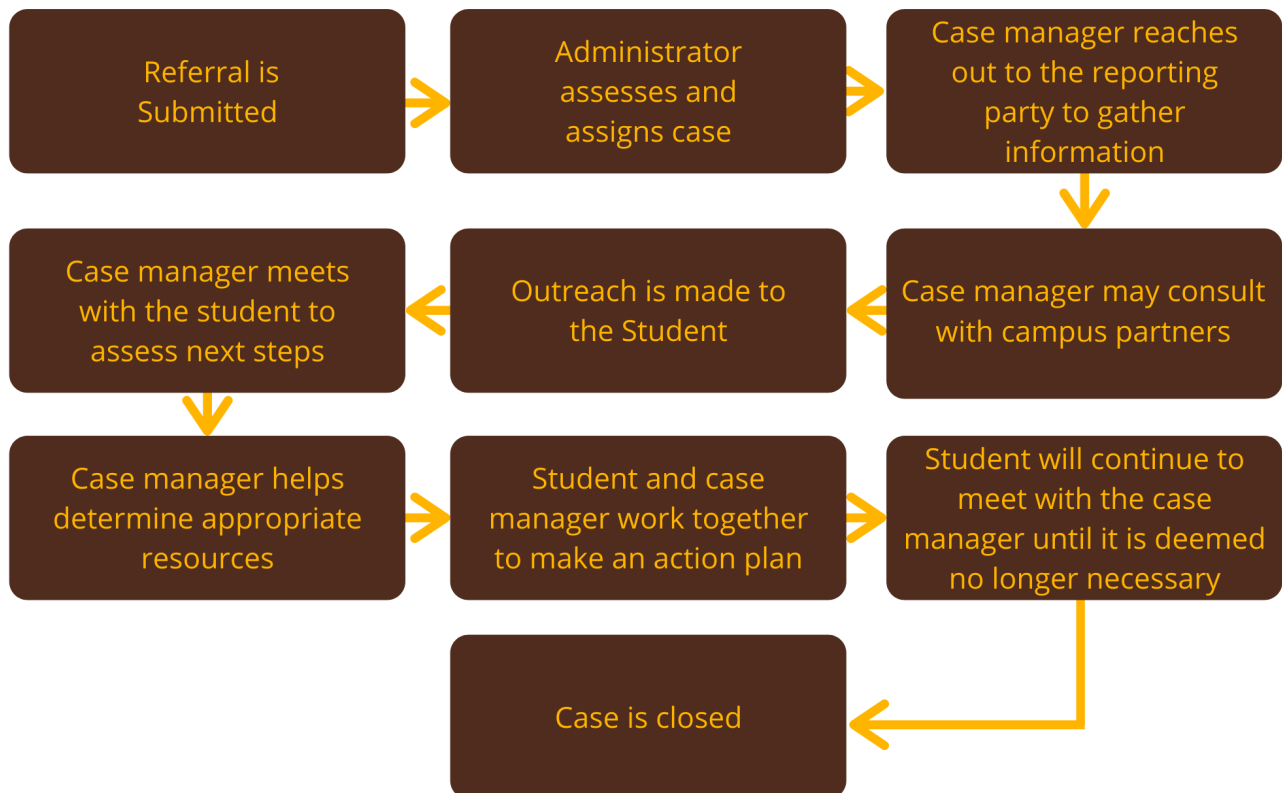 Referral is
Submitted
Administrator
assesses and
assigns case
Case manager reaches
out to the reporting
party to gather
information
Case manager may consult
with campus partners
Outreach is made to
the Student
Case manager meets
with the student to
assess next steps
Case manager helps
determine appropriate
resources
Student and case
manager work together
to make an action plan
Student will continue to
meet with the case
manager until it is deemed
no longer necessary
Case is closed